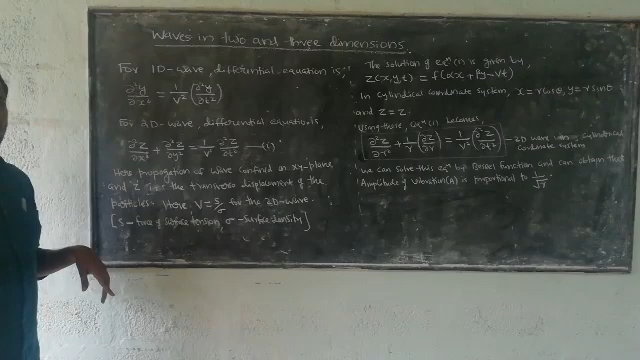 Waves in two and three dimensions.
For 1D-wave, differential equation is,
∂²y/∂x² = 1/v² (∂²y/∂t²)
For 2D-wave, differential equation is,
∂²z/∂x² + ∂²z/∂y² = 1/v² ∂²z/∂t² —(1)
Here propagation of wave confined on xy-plane
and 'z' is the transverse displacement of the
particles. Here V = S/σ for the 2D-wave.
[S - force of surface tension, σ - surface density]
The solution of eqⁿ (1) is given by
z(x,y,t) = f(αx + βy - vt)
In cylindrical coordinate system, x = r cosθ, y = r sinθ
and z = z.
Using these, eqⁿ (1) becomes,
∂²z/∂r² + 1/r (∂z/∂r) = 1/v² (∂²z/∂t²) – 2D wave in cylindrical
coordinate system
We can solve this eqⁿ by Bessel function and can obtain that
Amplitude of Vibration (A) is proportional to 1/√r